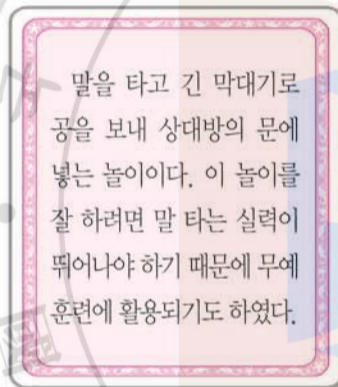 말을 타고 긴 막대기로
공을 보내 상대방의 문에
넣는 놀이이다. 이 놀이를
잘 하려면 말 타는 실력이
뛰어나야 하기 때문에 무예
훈련에 활용되기도 하였다.